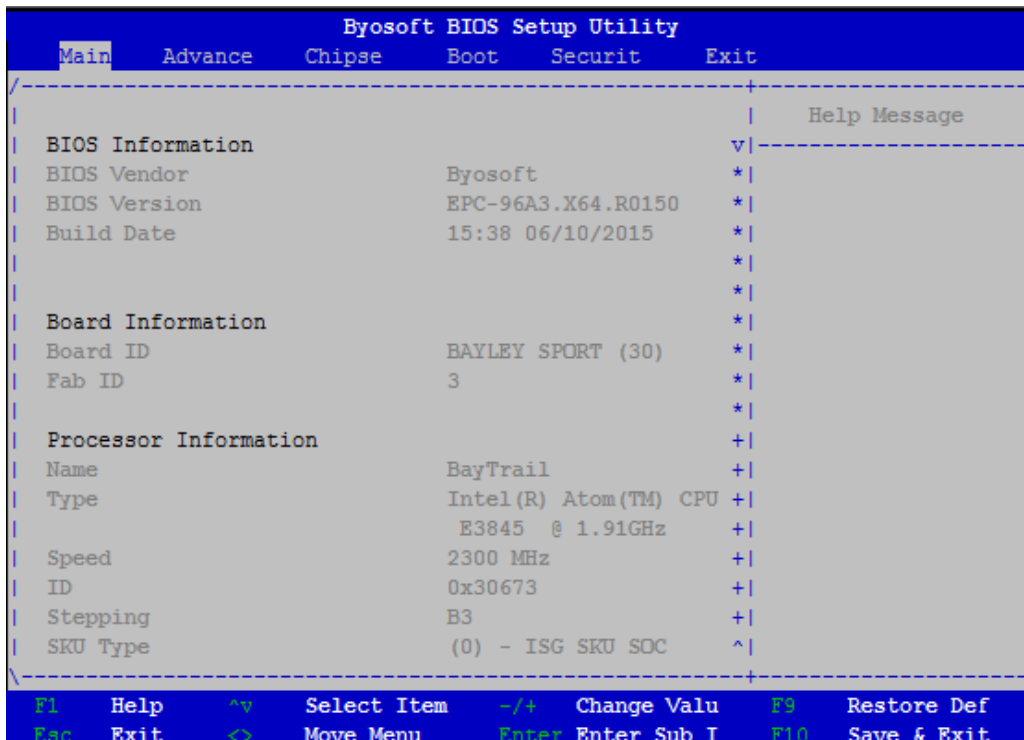 Byosoft BIOS Setup Utility
Main Advance Chipse Boot Securit Exit
/--------------------------------------------------------+---------------------
| | Help Message
| BIOS Information v|---------------------
| BIOS Vendor Byosoft *|
| BIOS Version EPC-96A3.X64.R0150 *|
| Build Date 15:38 06/10/2015 *|
| *|
| *|
| Board Information *|
| Board ID BAYLEY SPORT (30) *|
| Fab ID 3 *|
| *|
| Processor Information +|
| Name BayTrail +|
| Type Intel(R) Atom(TM) CPU +|
| E3845 @ 1.91GHz +|
| Speed 2300 MHz +|
| ID 0x30673 +|
| Stepping B3 +|
| SKU Type (0) - ISG SKU SOC ^|
\--------------------------------------------------------+---------------------
F1 Help ^v Select Item -/+ Change Valu F9 Restore Def
Esc Exit <> Move Menu Enter Enter Sub I F10 Save & Exit